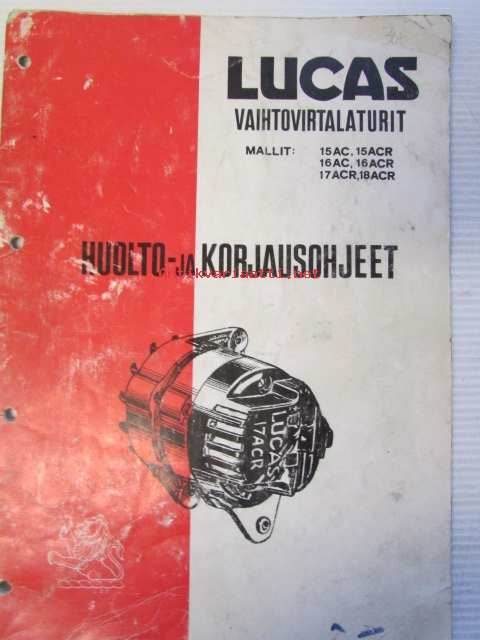 LUCAS
VAIHTOVIRTALATURIT
MALLIT: 15AC, 15ACR
16AC, 16ACR
17ACR, 18ACR
HUOLTO-JA KORJAUSOHJEET
LUCAS
17ACR